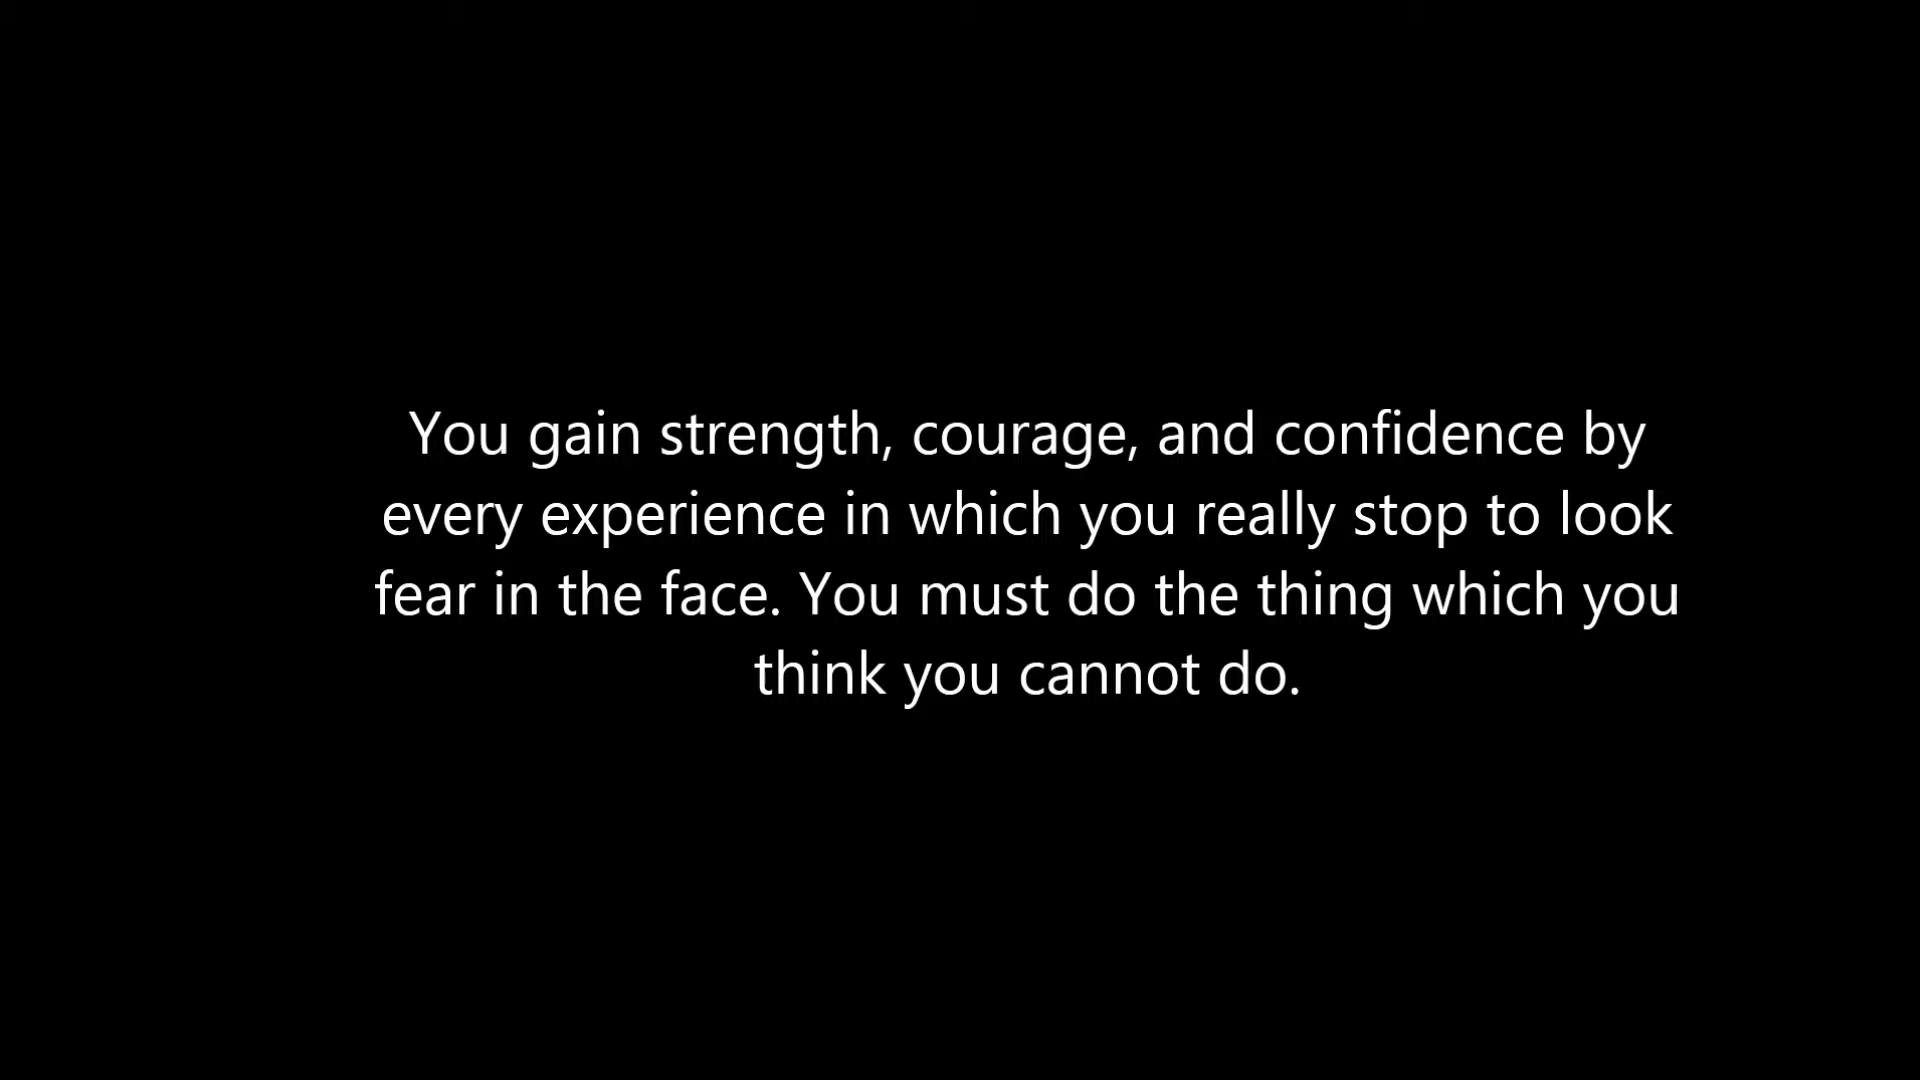 You gain strength, courage, and confidence by
every experience in which you really stop to look
fear in the face. You must do the thing which you
think you cannot do.